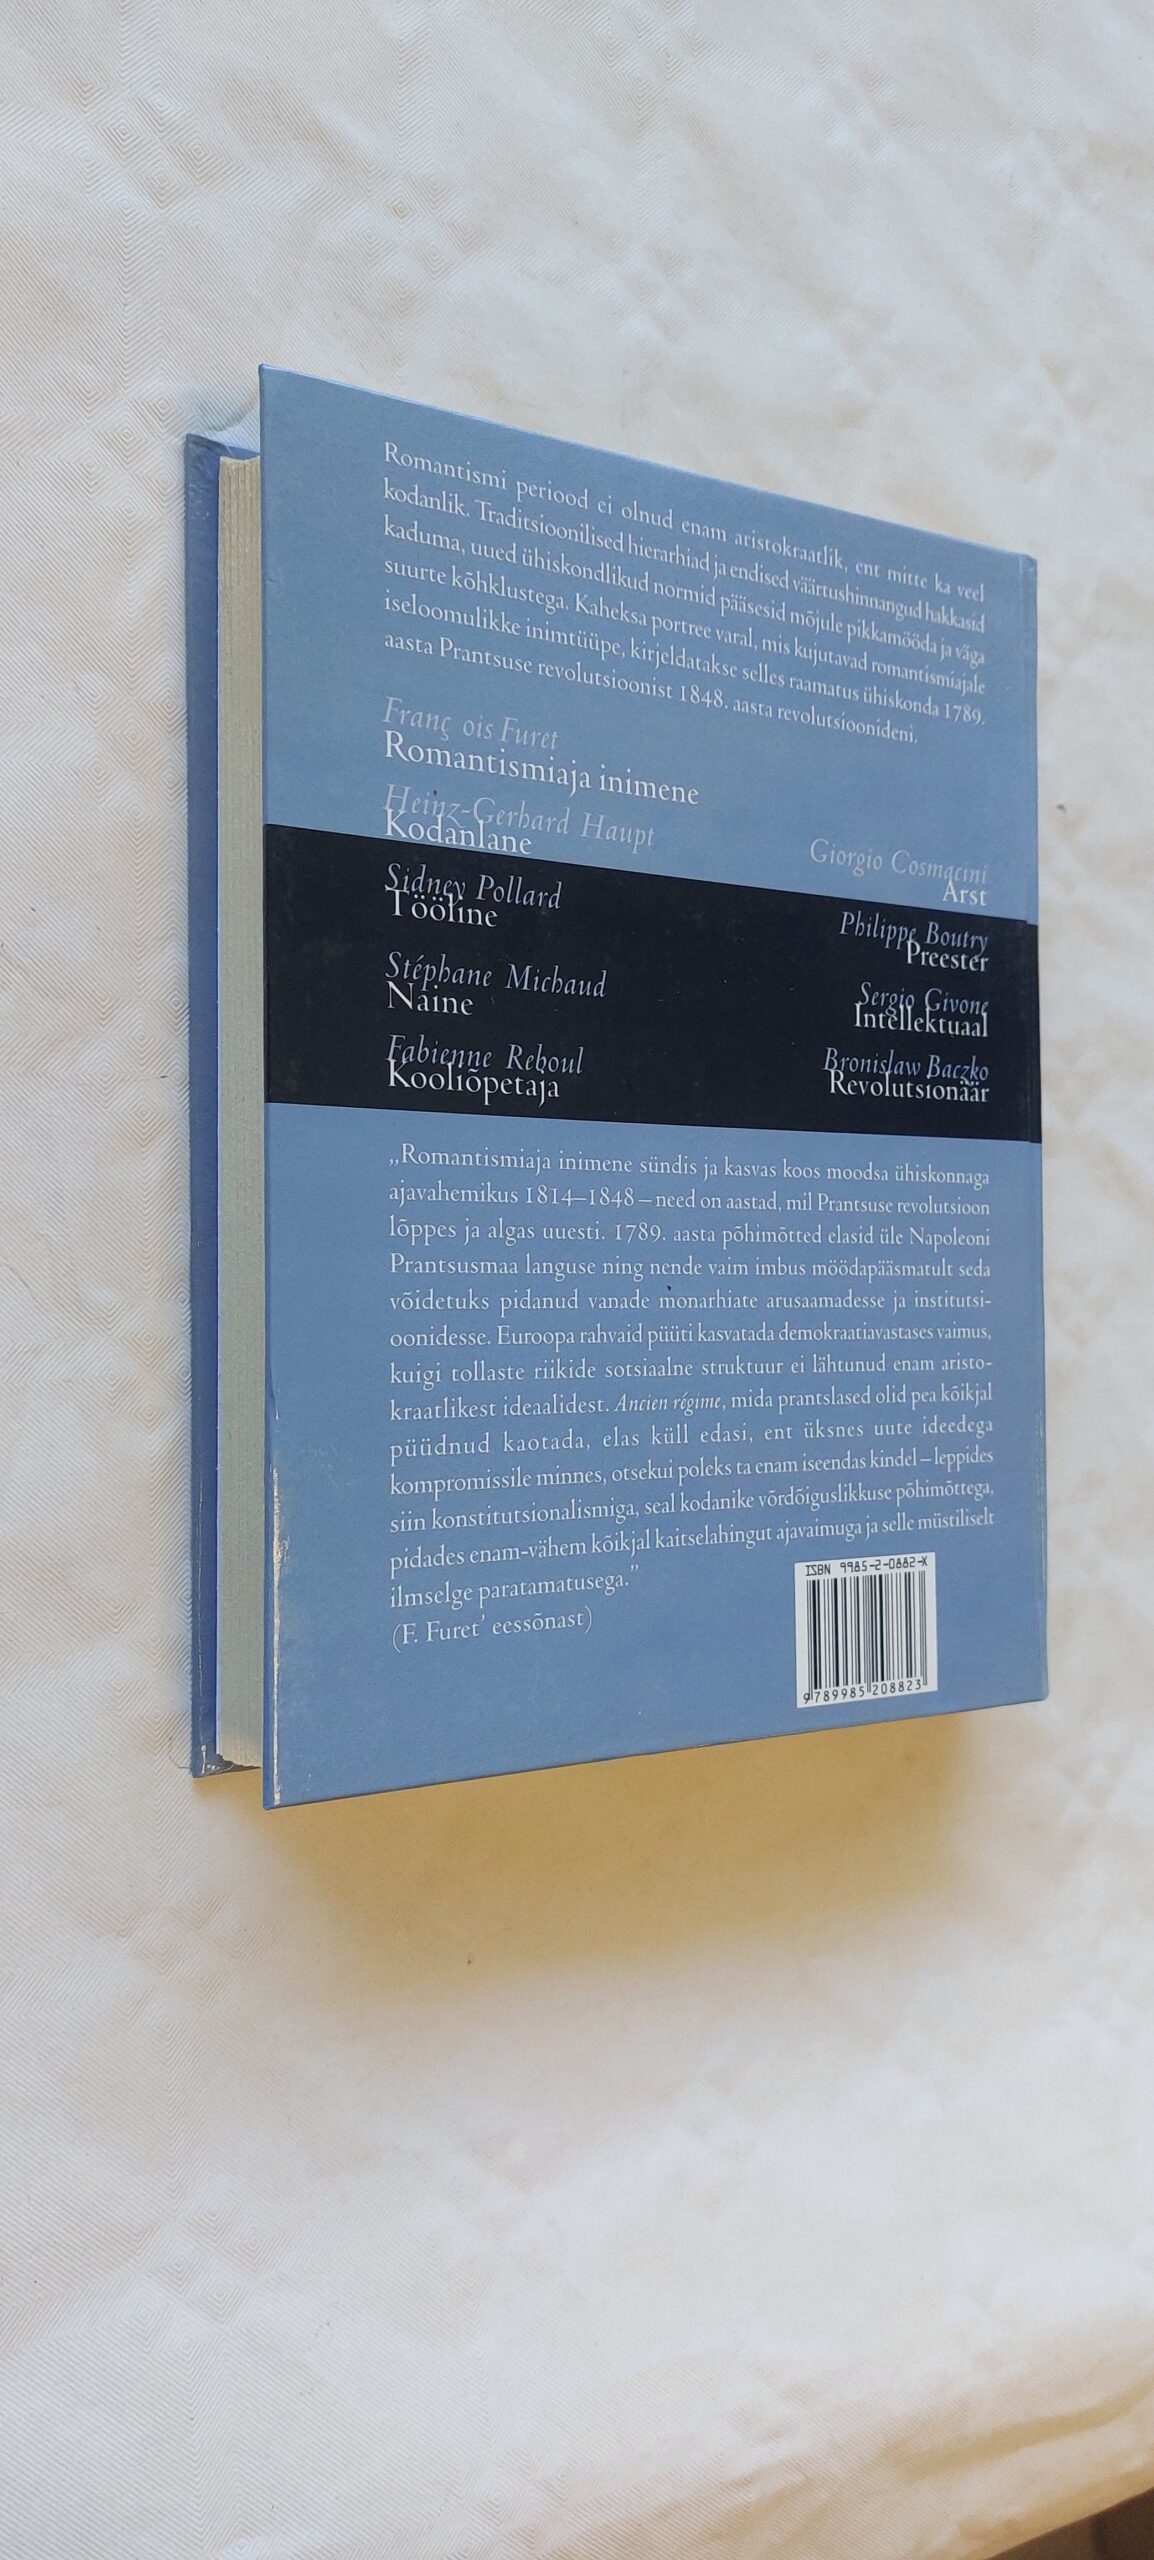 Romantismi periood ei olnud enam aristokraatlik, ent mitte ka veel
kodanlik. Traditsioonilised hierarhiad ja endised väärtushinnangud hakkasid
kaduma, uued ühiskondlikud normid pääsesid mõjule pikkamööda ja väga
suurte kõhklustega. Kaheksa portree varal, mis kujutavad romantismiajale
iseloomulikke inimtüüpe, kirjeldatakse selles raamatus ühiskonda 1789.
aasta Prantsuse revolutsioonist 1848. aasta revolutsioonideni.
Franç ois Furet
Romantismiaja inimene
Heinz-Gerhard Haupt
Kodanlane
Sidney Pollard
Tööline
Stéphane Michaud
Naine
Fabienne Reboul
Kooliõpetaja
Giorgio Cosmacini
Arst
Philippe Boutry
Preester
Sergio Givone
Intellektuaal
Bronislaw Baczko
Revolutsionäär
„Romantismiaja inimene sündis ja kasvas koos moodsa ühiskonnaga
ajavahemikus 1814–1848 – need on aastad, mil Prantsuse revolutsioon
lõppes ja algas uuesti. 1789. aasta põhimõtted elasid üle Napoleoni
Prantsusmaa languse ning nende vaim imbus möödapääsmatult seda
võidetuks pidanud vanade monarhiate arusaamadesse ja institutsi-
oonidesse. Euroopa rahvaid püüti kasvatada demokraatiavastases vaimus,
kuigi tollaste riikide sotsiaalne struktuur ei lähtunud enam aristo-
kraatlikest ideaalidest. Ancien régime, mida prantslased olid pea kõikjal
püüdnud kaotada, elas küll edasi, ent üksnes uute ideedega
kompromissile minnes, otsekui poleks ta enam iseendas kindel – leppides
siin konstitutsionalismiga, seal kodanike võrdõiguslikkuse põhimõttega,
pidades enam-vähem kõikjal kaitselahingut ajavaimuga ja selle müstiliselt
ilmselge paratamatusega.”
(F. Furet’ eessõnast)
ISBN 9985-2-0882-X
9 789985 208823